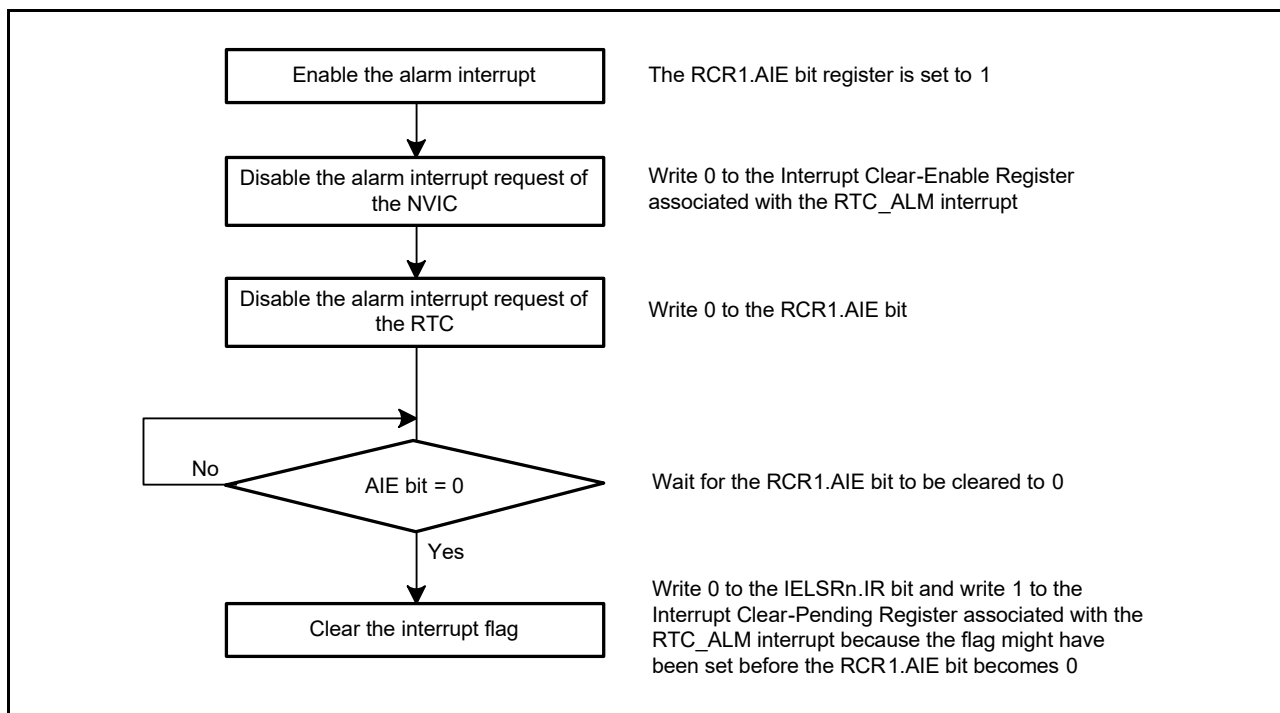 Enable the alarm interrupt
The RCR1.AIE bit register is set to 1
Disable the alarm interrupt request of
the NVIC
Write 0 to the Interrupt Clear-Enable Register
associated with the RTC_ALM interrupt
Disable the alarm interrupt request of
the RTC
Write 0 to the RCR1.AIE bit
No
AIE bit = 0
Wait for the RCR1.AIE bit to be cleared to 0
Yes
Clear the interrupt flag
Write 0 to the IELSRn.IR bit and write 1 to the
Interrupt Clear-Pending Register associated with the
RTC_ALM interrupt because the flag might have
been set before the RCR1.AIE bit becomes 0